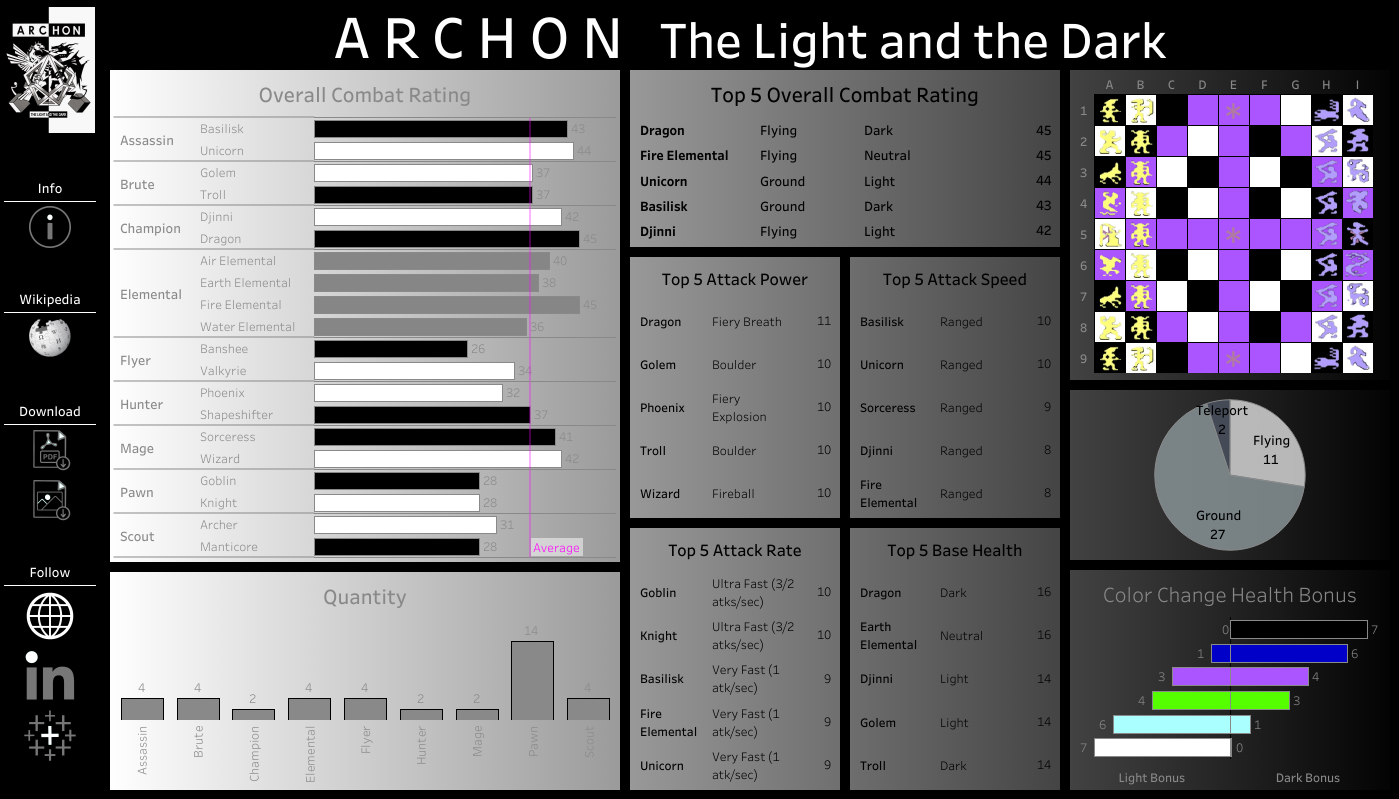 ARCHON The Light and the Dark
ARCHON
THE LIGHT & THE DARK
Info
Wikipedia
Download
PDF
Follow
in
Overall Combat Rating
Assassin
Basilisk 43
Unicorn 44
Brute
Golem 37
Troll 37
Champion
Djinni 42
Dragon 45
Elemental
Air Elemental 40
Earth Elemental 38
Fire Elemental 45
Water Elemental 36
Flyer
Banshee 26
Valkyrie 34
Hunter
Phoenix 32
Shapeshifter 37
Mage
Sorceress 41
Wizard 42
Pawn
Goblin 28
Knight 28
Scout
Archer 31
Manticore 28
Average
Quantity
4 4 2 4 4 2 2 14 4
Assassin
Brute
Champion
Elemental
Flyer
Hunter
Mage
Pawn
Scout
Top 5 Overall Combat Rating
Dragon Flying Dark 45
Fire Elemental Flying Neutral 45
Unicorn Ground Light 44
Basilisk Ground Dark 43
Djinni Flying Light 42
Top 5 Attack Power
Dragon Fiery Breath 11
Golem Boulder 10
Phoenix Fiery
Explosion 10
Troll Boulder 10
Wizard Fireball 10
Top 5 Attack Speed
Basilisk Ranged 10
Unicorn Ranged 10
Sorceress Ranged 9
Djinni Ranged 8
Fire
Elemental Ranged 8
Top 5 Attack Rate
Goblin Ultra Fast (3/2
atks/sec) 10
Knight Ultra Fast (3/2
atks/sec) 10
Basilisk Very Fast (1
atk/sec) 9
Fire
Elemental Very Fast (1
atk/sec) 9
Unicorn Very Fast (1
atk/sec) 9
Top 5 Base Health
Dragon Dark 16
Earth
Elemental Neutral 16
Djinni Light 14
Golem Light 14
Troll Dark 14
A B C D E F G H I
1
2
3
4
5
6
7
8
9
Teleport
2
Flying
11
Ground
27
Color Change Health Bonus
0 7
1 6
3 4
4 3
6 1
7 0
Light Bonus Dark Bonus